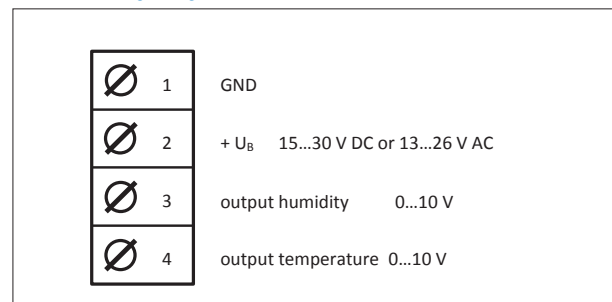 1 GND
2 + UB 15...30 V DC or 13...26 V AC
3 output humidity 0...10 V
4 output temperature 0...10 V